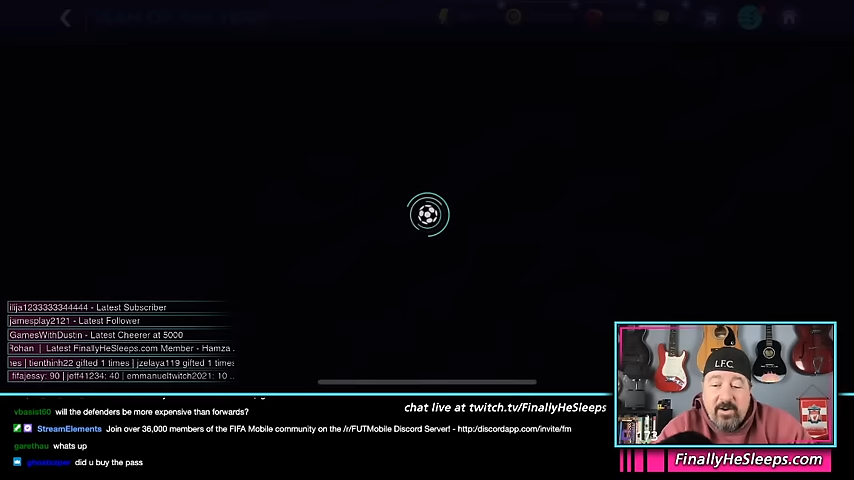 ilija1233333344444 - Latest Subscriber
jamesplay2121 - Latest Follower
GamesWithDustin - Latest Cheerer at 5000
Rohan | Latest FinallyHeSleeps.com Member - Hamza
nes | tienthinh22 gifted 1 times | jzelaya119 gifted 1 times
fifajessy: 90 | jeff41234: 40 | emmanueltwitch2021: 10 ..
L.F.C.
chat live at twitch.tv/FinallyHeSleeps
vbasist60 will the defenders be more expensive than forwards?
StreamElements Join over 36,000 members of the FIFA Mobile community on the /r/FUTMobile Discord Server! - http://discordapp.com/invite/fm
garethau whats up
did u buy the pass
FinallyHeSleeps.com